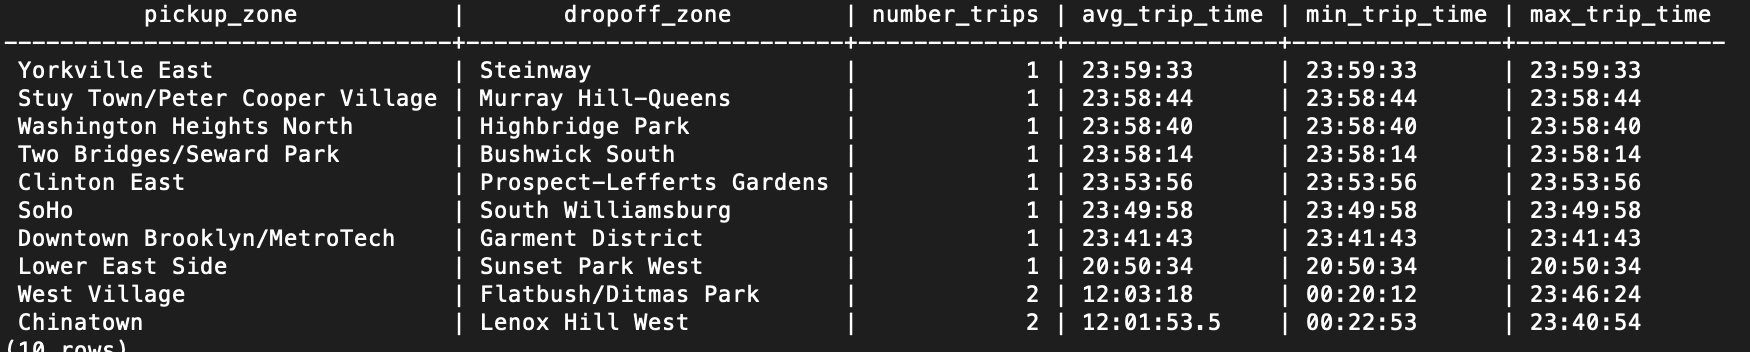 pickup_zone | dropoff_zone | number_trips | avg_trip_time | min_trip_time | max_trip_time
--------------------------------+---------------------------+--------------+---------------+---------------+---------------
Yorkville East | Steinway | 1 | 23:59:33 | 23:59:33 | 23:59:33
Stuy Town/Peter Cooper Village | Murray Hill-Queens | 1 | 23:58:44 | 23:58:44 | 23:58:44
Washington Heights North | Highbridge Park | 1 | 23:58:40 | 23:58:40 | 23:58:40
Two Bridges/Seward Park | Bushwick South | 1 | 23:58:14 | 23:58:14 | 23:58:14
Clinton East | Prospect-Lefferts Gardens | 1 | 23:53:56 | 23:53:56 | 23:53:56
SoHo | South Williamsburg | 1 | 23:49:58 | 23:49:58 | 23:49:58
Downtown Brooklyn/MetroTech | Garment District | 1 | 23:41:43 | 23:41:43 | 23:41:43
Lower East Side | Sunset Park West | 1 | 20:50:34 | 20:50:34 | 20:50:34
West Village | Flatbush/Ditmas Park | 2 | 12:03:18 | 00:20:12 | 23:46:24
Chinatown | Lenox Hill West | 2 | 12:01:53.5 | 00:22:53 | 23:40:54
(10 rows)